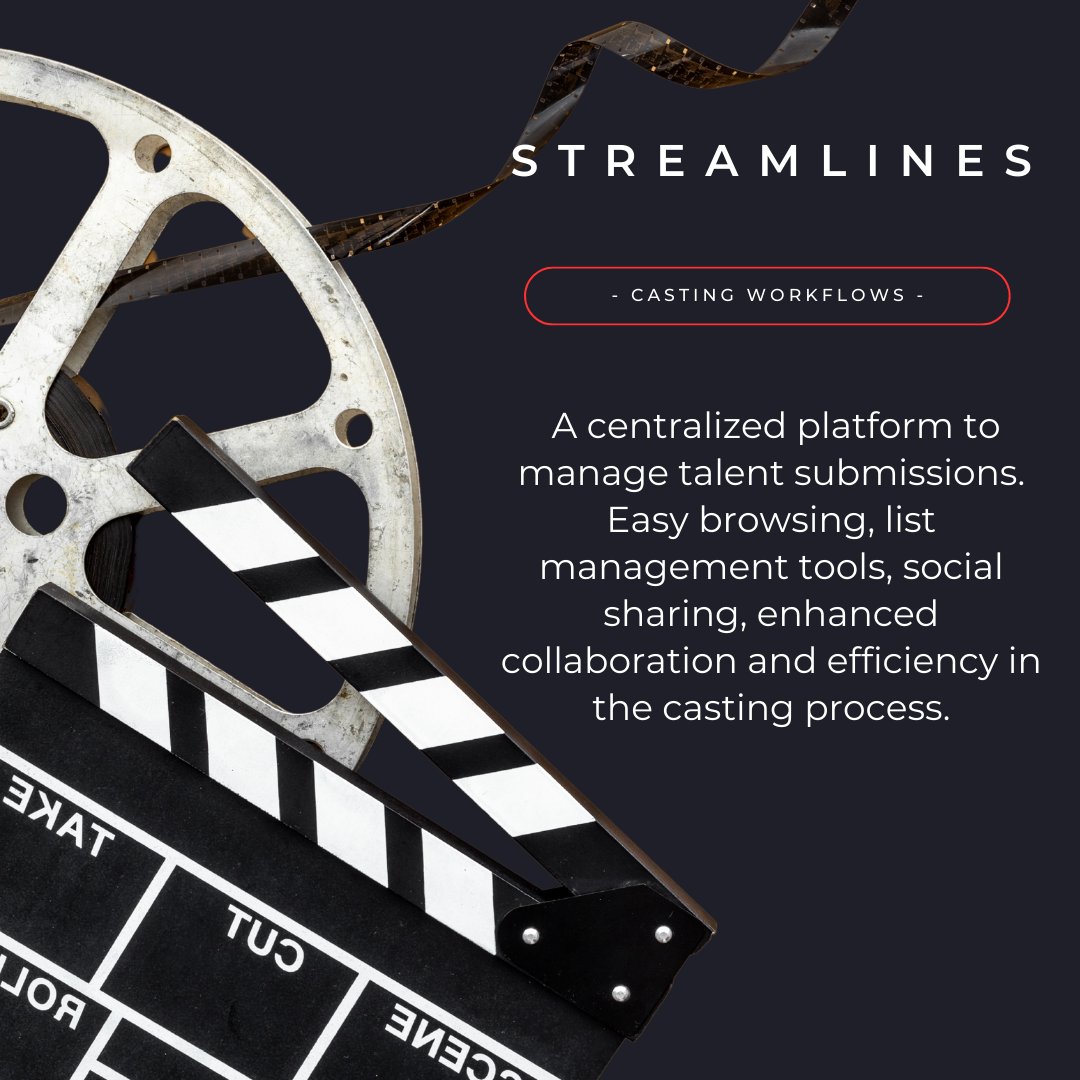 STREAMLINES
- CASTING WORKFLOWS -
A centralized platform to
manage talent submissions.
Easy browsing, list
management tools, social
sharing, enhanced
collaboration and efficiency in
the casting process.
TAKE
CUT
SCENE
ROLL